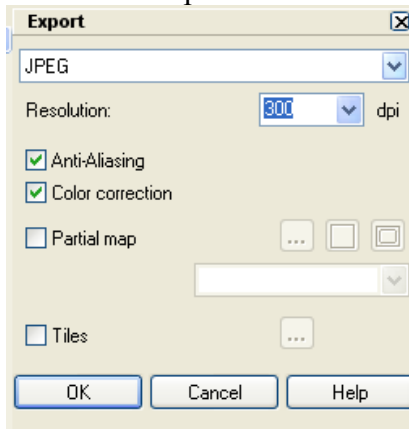 Export
JPEG
Resolution: 300 dpi
Anti-Aliasing
Color correction
Partial map ...
Tiles ...
OK Cancel Help